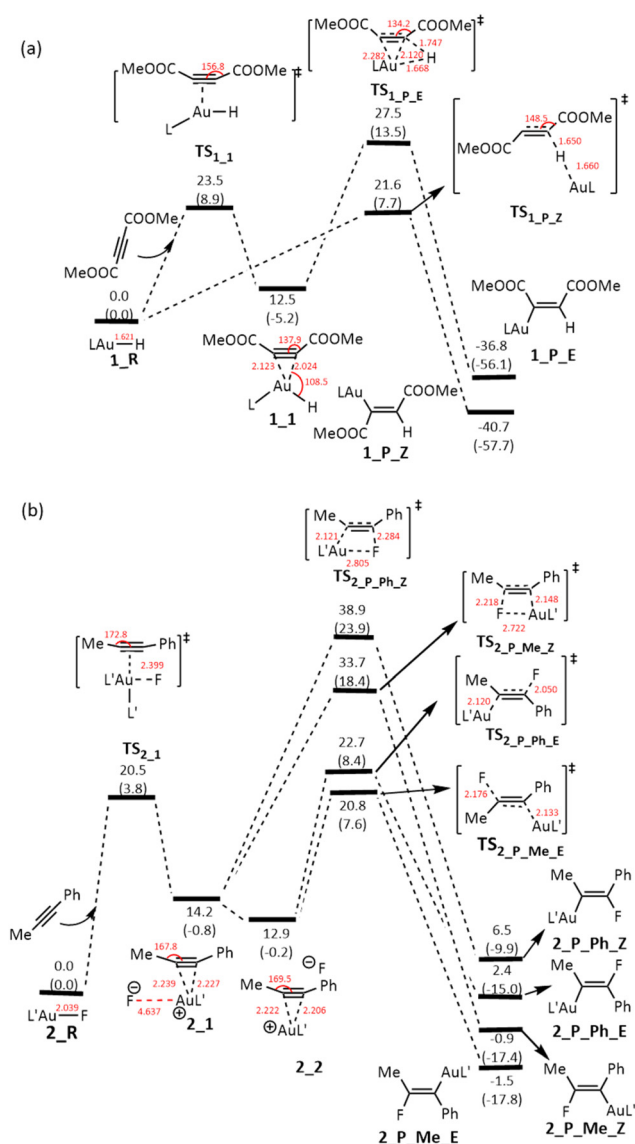 (a)
134.2
MeOOC COOMe
2.282 2.120 1.747
LAu 1.668 H
‡
TS1_P_E
156.8
MeOOC COOMe
‡
Au
L H
TS1_1
27.5
(13.5)
‡
148.5 COOMe
MeOOC
1.650
H
1.660
AuL
TS1_P_Z
23.5
(8.9)
21.6
(7.7)
COOMe
MeOOC
0.0
(0.0)
12.5
(-5.2)
1.621
LAu H
1_R
MeOOC COOMe
LAu H
1_P_E
-36.8
(-56.1)
MeOOC 137.9 COOMe
2.123 2.024
Au 108.5
L H
1_1
LAu COOMe
MeOOC H
1_P_Z
-40.7
(-57.7)
(b)
Me Ph
‡
2.121 2.284
L'Au F
2.805
TS2_P_Ph_Z
38.9
(23.9)
Me Ph
‡
2.218 2.148
F AuL'
2.722
TS2_P_Me_Z
172.8
Me Ph
‡
2.399
L'Au F
L'
TS2_1
33.7
(18.4)
Me F
‡
2.050
2.120
L'Au Ph
TS2_P_Ph_E
22.7
(8.4)
20.5
(3.8)
20.8
(7.6)
F Ph
‡
2.176
2.133
Me AuL'
TS2_P_Me_E
Ph
Me
14.2
(-0.8)
12.9
(-0.2)
0.0
(0.0)
2.039
L'Au F
2_R
167.8
Me Ph
⊖ 2.239 2.227
F AuL'
4.637 ⊕
2_1
⊖
F
169.5
Me Ph
2.222 2.206
⊕ AuL'
2_2
6.5
(-9.9)
Me Ph
L'Au F
2_P_Ph_Z
2.4
(-15.0)
Me F
L'Au Ph
2_P_Ph_E
-0.9
(-17.4)
Me AuL'
F Ph
2_P_Me_E
-1.5
(-17.8)
Me Ph
F AuL'
2_P_Me_Z